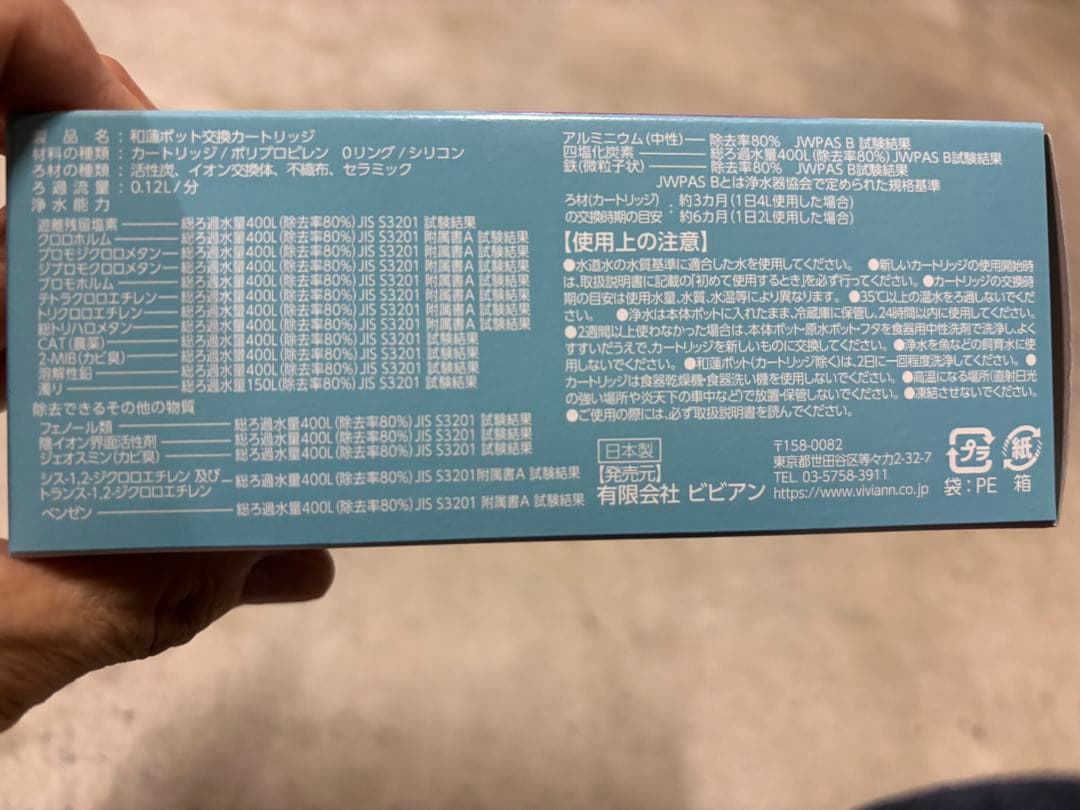 製品名：和蓮ポット交換カートリッジ
材料の種類：カートリッジ/ポリプロピレン Oリング/シリコン
ろ材の種類：活性炭、イオン交換体、不織布、セラミック
ろ過流量：0.12L/分
浄水能力
遊離残留塩素 総ろ過水量400L(除去率80%)JIS S3201 試験結果
クロロホルム 総ろ過水量400L(除去率80%)JIS S3201 附属書A 試験結果
ブロモジクロロメタン 総ろ過水量400L(除去率80%)JIS S3201 附属書A 試験結果
ジブロモクロロメタン 総ろ過水量400L(除去率80%)JIS S3201 附属書A 試験結果
ブロモホルム 総ろ過水量400L(除去率80%)JIS S3201 附属書A 試験結果
テトラクロロエチレン 総ろ過水量400L(除去率80%)JIS S3201 附属書A 試験結果
トリクロロエチレン 総ろ過水量400L(除去率80%)JIS S3201 附属書A 試験結果
総トリハロメタン 総ろ過水量400L(除去率80%)JIS S3201 附属書A 試験結果
CAT(農薬) 総ろ過水量400L(除去率80%)JIS S3201 試験結果
2-MIB(カビ臭) 総ろ過水量400L(除去率80%)JIS S3201 試験結果
溶解性鉛 総ろ過水量400L(除去率80%)JIS S3201 試験結果
濁り 総ろ過水量150L(除去率80%)JIS S3201 試験結果
除去できるその他の物質
フェノール類 総ろ過水量400L(除去率80%)JIS S3201 試験結果
陰イオン界面活性剤 総ろ過水量400L(除去率80%)JIS S3201 試験結果
ジェオスミン(カビ臭) 総ろ過水量400L(除去率80%)JIS S3201 試験結果
シス-1,2-ジクロロエチレン 及び 総ろ過水量400L(除去率80%)JIS S3201附属書A 試験結果
トランス-1,2-ジクロロエチレン
ベンゼン 総ろ過水量400L(除去率80%)JIS S3201 附属書A 試験結果
アルミニウム(中性) 除去率80% JWPAS B 試験結果
四塩化炭素 総ろ過水量400L(除去率80%)JWPAS B試験結果
鉄(微粒子状) 除去率80% JWPAS B 試験結果
JWPAS Bとは浄水器協会で定められた規格基準
ろ材(カートリッジ)：約3カ月(1日4L使用した場合)
の交換時期の目安：約6カ月(1日2L使用した場合)
【使用上の注意】
●水道水の水質基準に適合した水を使用してください。 ●新しいカートリッジの使用開始時
は、取扱説明書に記載の「初めて使用するとき」を必ず行ってください。●カートリッジの交換時
期の目安は使用水量、水質、水温等により異なります。 ●35℃以上の温水をろ過しないでくだ
さい。 ●浄水は本体ポットに入れたまま、冷蔵庫に保管し、24時間以内に使用してください。
●2週間以上使わなかった場合は、本体ポット・原水ポット・フタを食器用中性洗剤で洗浄し、よく
すすいだうえで、カートリッジを新しいものに交換してください。 ●浄水を魚などの飼育水に使
用しないでください。 ●和蓮ポット(カートリッジ除く)は、2日に一回程度洗浄してください。●
カートリッジは食器乾燥機・食器洗い機を使用しないでください。●高温になる場所(直射日光
の強い場所や炎天下の車中など)で放置・保管しないでください。●凍結させないでください。
●ご使用の際には、必ず取扱説明書を読んでください。
日本製
【発売元】
有限会社 ビビアン
〒158-0082
東京都世田谷区等々力2-32-7
TEL 03-5758-3911
https://www.viviann.co.jp
プラ
袋：PE
紙
箱